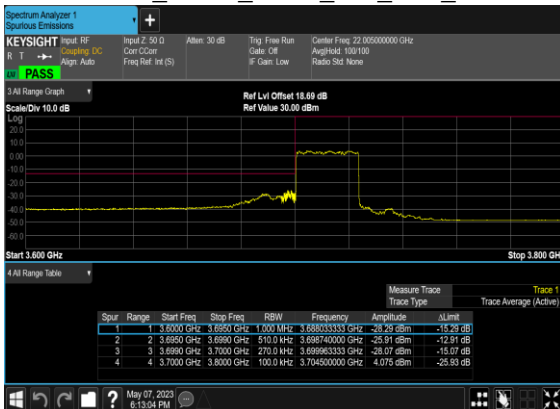 Spectrum Analyzer 1
Spurious Emissions
KEYSIGHT Input: RF Input Z: 50 Ω Atten: 30 dB Trig: Free Run Center Freq: 22.005000000 GHz
R T Coupling: DC Corr CCorr Gate: Off Avg|Hold: 100/100
Align: Auto Freq Ref: Int (S) IF Gain: Low Radio Std: None
PASS
3 All Range Graph
Ref Lvl Offset 18.69 dB
Scale/Div 10.0 dB Ref Value 30.00 dBm
Log
20.0
10.0
0.00
-10.0
-20.0
-30.0
-40.0
-50.0
-60.0
Start 3.600 GHz Stop 3.800 GH
4 All Range Table
Measure Trace Trace 1
Trace Type Trace Average (Active)
Spur Range Start Freq Stop Freq RBW Frequency Amplitude ΔLimit
1 1 3.6000 GHz 3.6950 GHz 1.000 MHz 3.688033333 GHz -28.29 dBm -15.29 dB
2 2 3.6950 GHz 3.6990 GHz 510.0 kHz 3.698740000 GHz -25.91 dBm -12.91 dB
3 3 3.6990 GHz 3.7000 GHz 270.0 kHz 3.699963333 GHz -28.07 dBm -15.07 dB
4 4 3.7000 GHz 3.8000 GHz 100.0 kHz 3.704500000 GHz 4.075 dBm -25.93 dB
May 07, 2023
6:13:04 PM